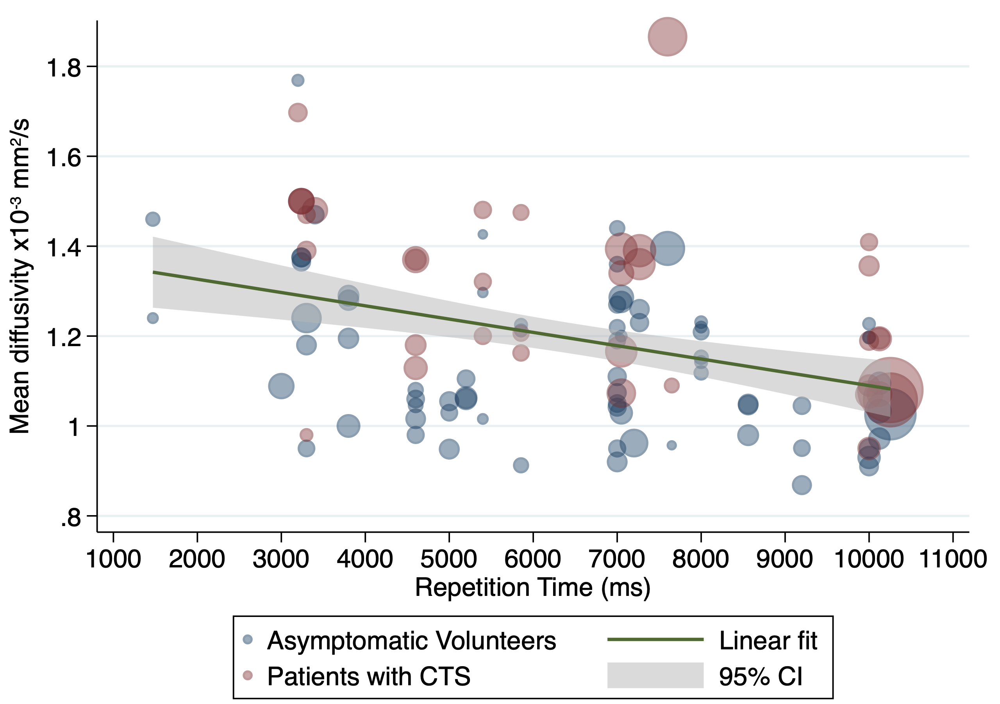 Mean diffusivity x10⁻³ mm²/s
1.8
1.6
1.4
1.2
1
.8
1000 2000 3000 4000 5000 6000 7000 8000 9000 10000 11000
Repetition Time (ms)
Asymptomatic Volunteers Linear fit
Patients with CTS 95% CI